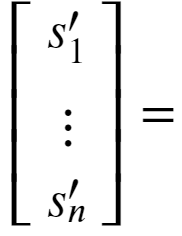 [ s′₁ ]
[ ⋮ ] =
[ s′ₙ ]